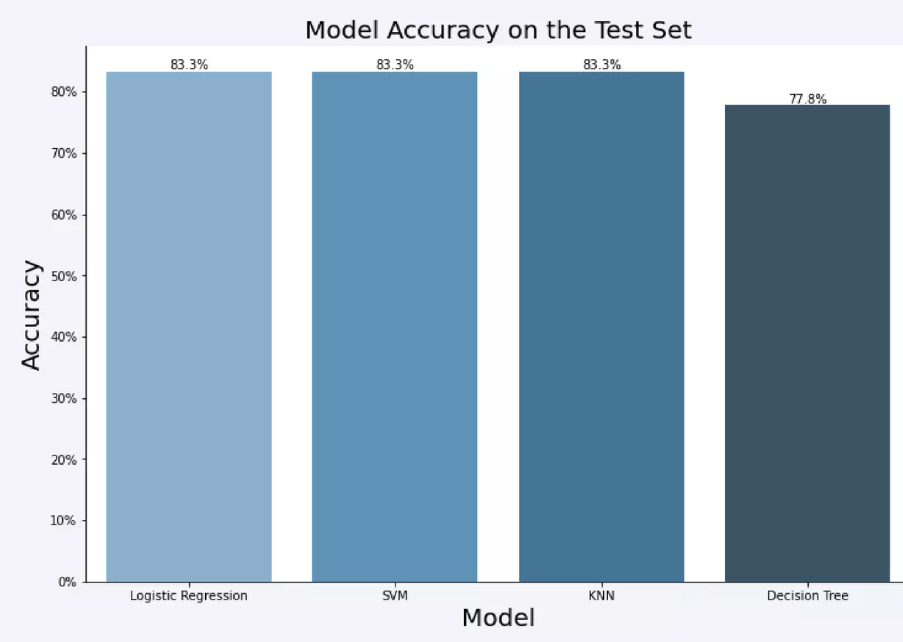 Model Accuracy on the Test Set
83.3% 83.3% 83.3% 77.8%
80%
70%
60%
50%
40%
30%
20%
10%
0%
Accuracy
Logistic Regression SVM KNN Decision Tree
Model